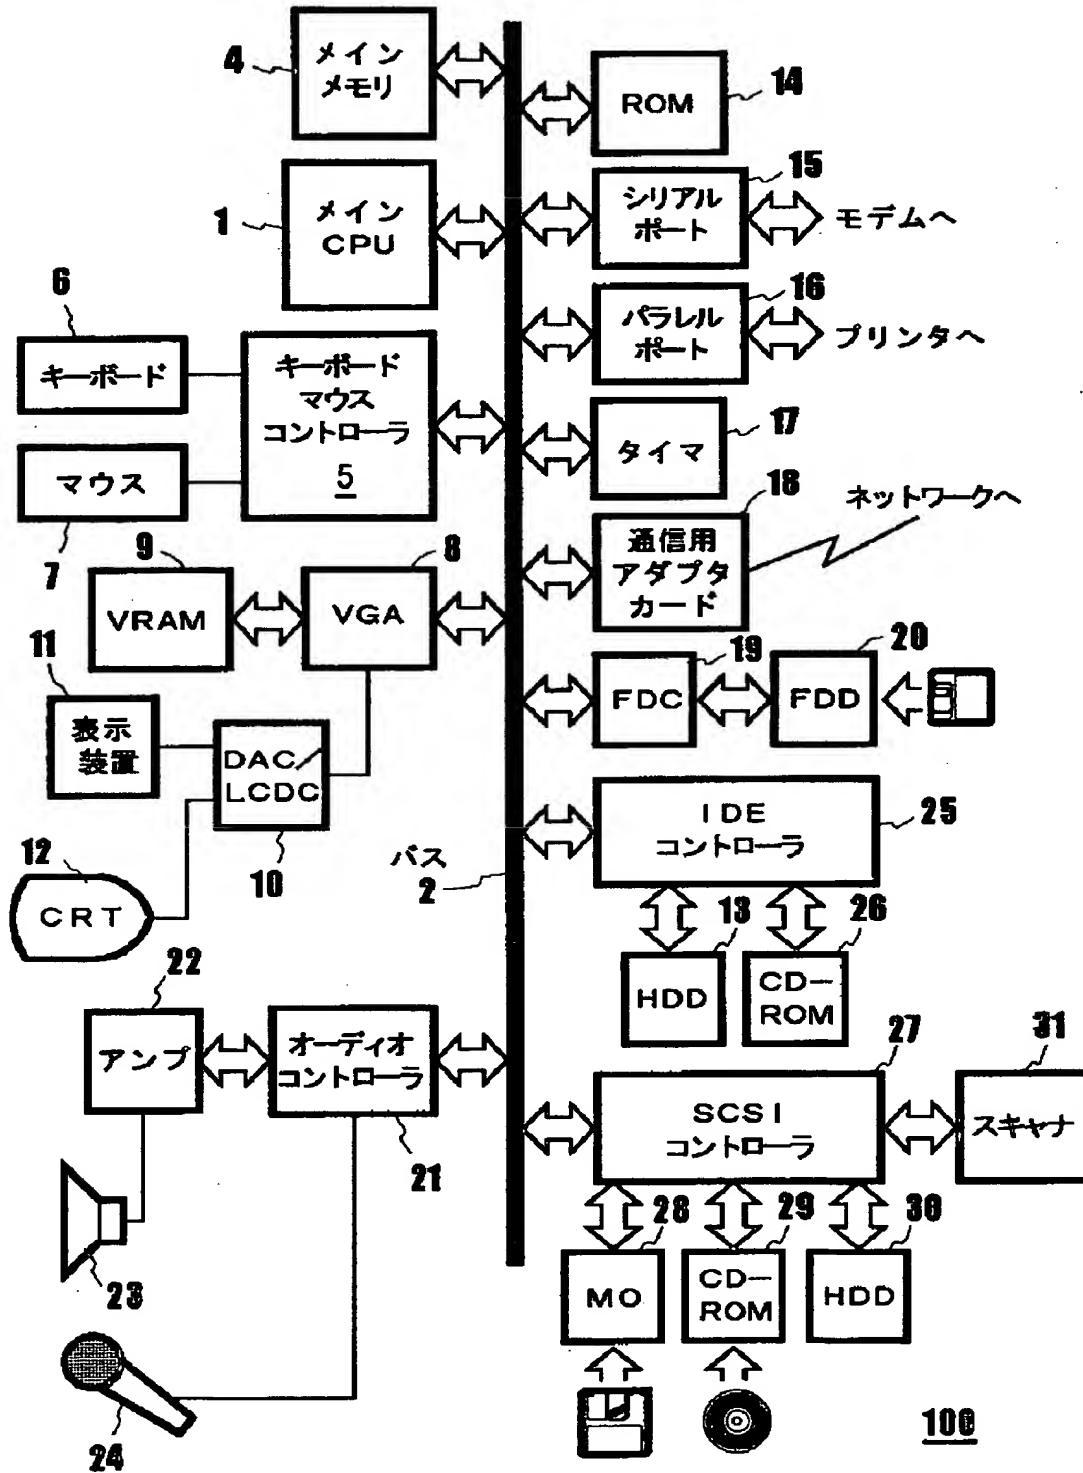 4
メイン
メモリ
ROM
14
1
メイン
CPU
15
シリアル
ポート
モデムへ
6
キーボード
キーボード
マウス
コントローラ
5
16
パラレル
ポート
プリンタへ
マウス
7
タイマ
17
18
通信用
アダプタ
カード
ネットワークへ
9
VRAM
8
VGA
11
表示
装置
DAC/
LCDC
10
19
FDC
20
FDD
12
CRT
バス
2
IDE
コントローラ
25
13
HDD
26
CD-
ROM
22
アンプ
オーディオ
コントローラ
21
27
SCSI
コントローラ
31
スキャナ
23
28
MO
29
CD-
ROM
30
HDD
24
100